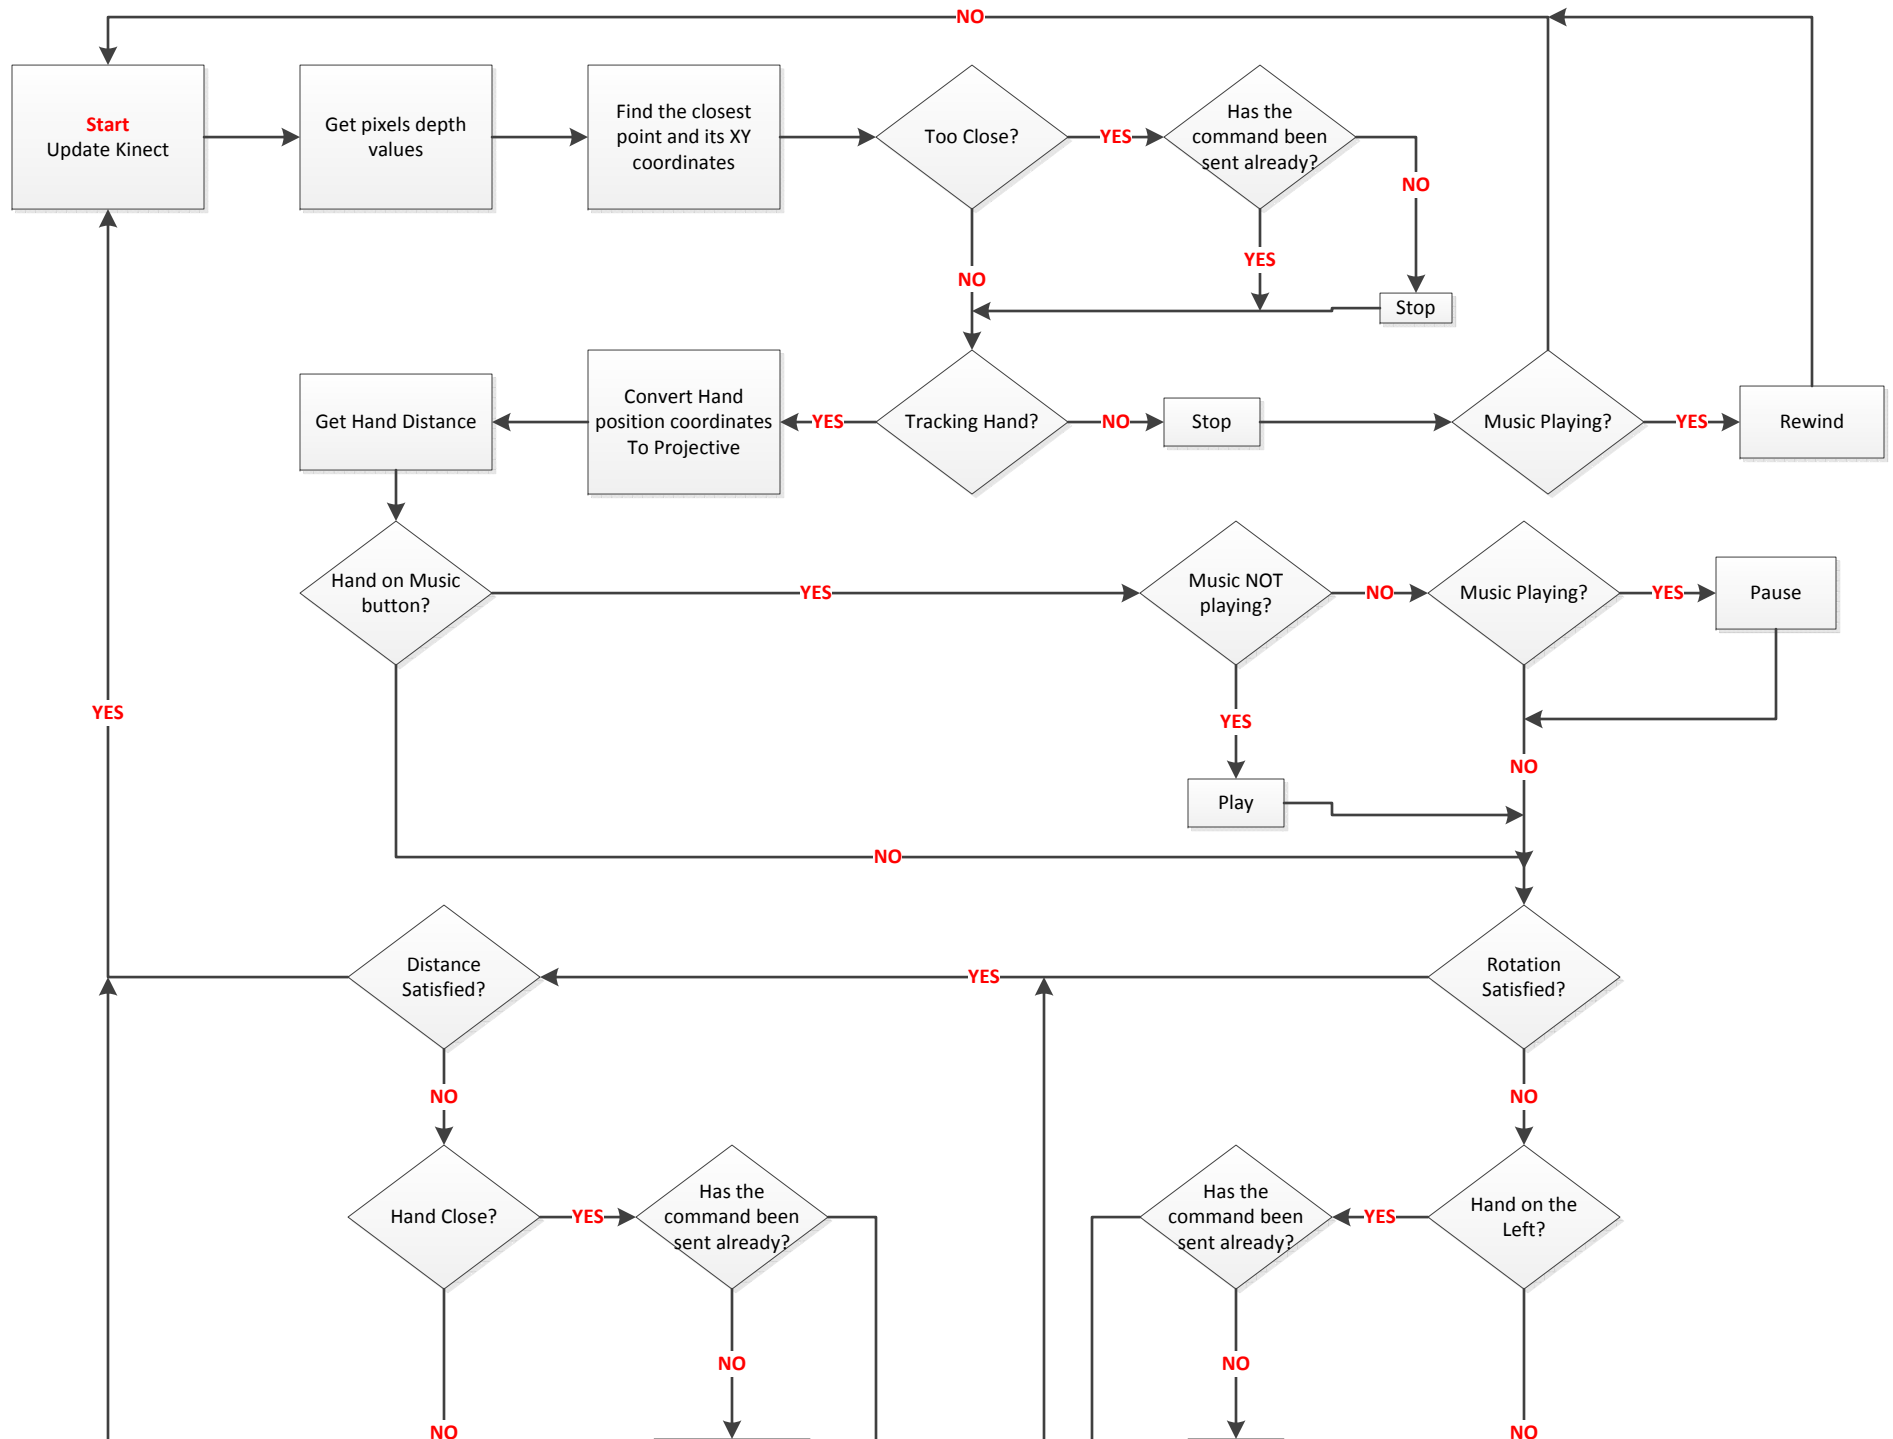 NO
Start
Update Kinect
Get pixels depth
values
Find the closest
point and its XY
coordinates
Too Close?
YES
Has the
command been
sent already?
NO
YES
NO
Stop
Get Hand Distance
Convert Hand
position coordinates
To Projective
YES
Tracking Hand?
NO
Stop
Music Playing?
YES
Rewind
Hand on Music
button?
YES
Music NOT
playing?
NO
Music Playing?
YES
Pause
YES
YES
NO
Play
NO
Distance
Satisfied?
YES
Rotation
Satisfied?
NO
NO
Hand Close?
YES
Has the
command been
sent already?
Has the
command been
sent already?
YES
Hand on the
Left?
NO
NO
NO
NO